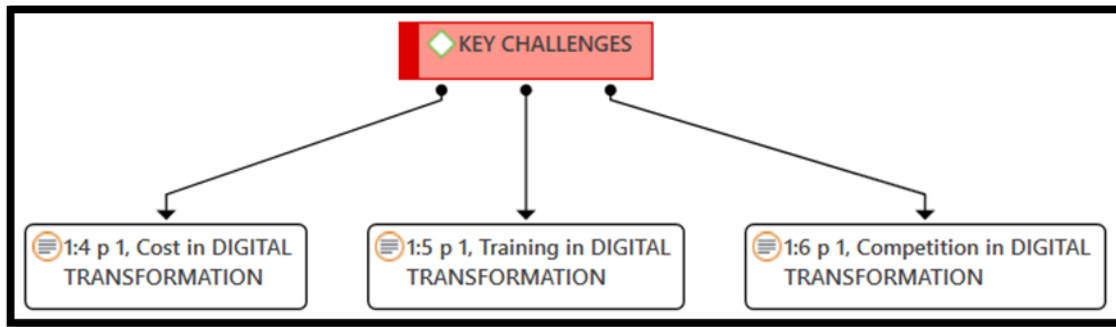 KEY CHALLENGES
1:4 p 1, Cost in DIGITAL
TRANSFORMATION
1:5 p 1, Training in DIGITAL
TRANSFORMATION
1:6 p 1, Competition in DIGITAL
TRANSFORMATION